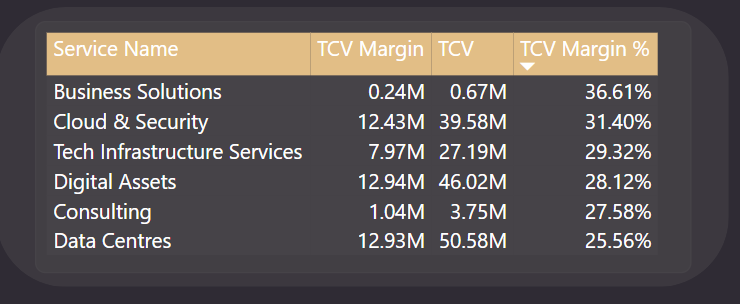 Service Name TCV Margin TCV TCV Margin %
Business Solutions 0.24M 0.67M 36.61%
Cloud & Security 12.43M 39.58M 31.40%
Tech Infrastructure Services 7.97M 27.19M 29.32%
Digital Assets 12.94M 46.02M 28.12%
Consulting 1.04M 3.75M 27.58%
Data Centres 12.93M 50.58M 25.56%